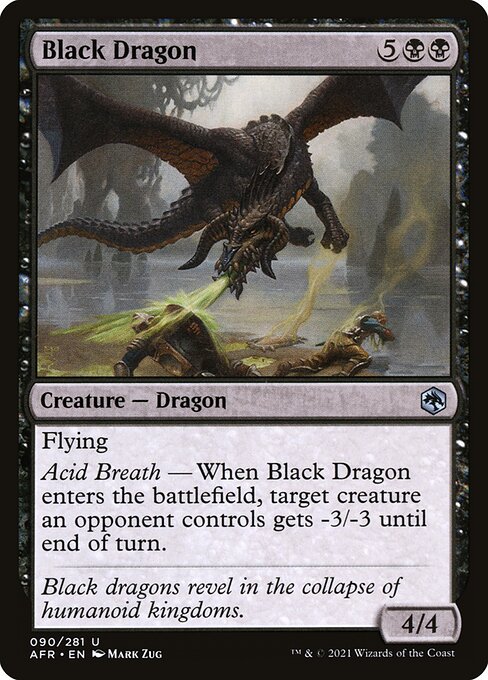 Black Dragon 5
Creature — Dragon
Flying
Acid Breath — When Black Dragon
enters the battlefield, target creature
an opponent controls gets -3/-3 until
end of turn.
Black dragons revel in the collapse of
humanoid kingdoms.
4/4
090/281 U
AFR • EN Mark Zug
™ & © 2021 Wizards of the Coast